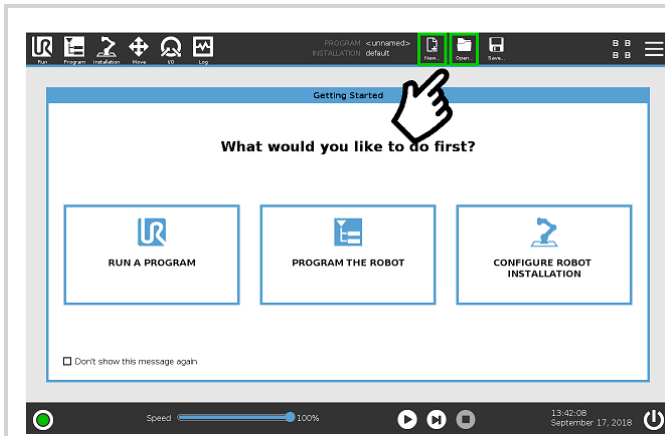 PROGRAM <unnamed>
INSTALLATION default
Run Program Installation Move I/O Log New... Open... Save...
B B
B B
Getting Started
What would you like to do first?
RUN A PROGRAM
PROGRAM THE ROBOT
CONFIGURE ROBOT
INSTALLATION
Don't show this message again
Speed 100%
13:42:08
September 17, 2018